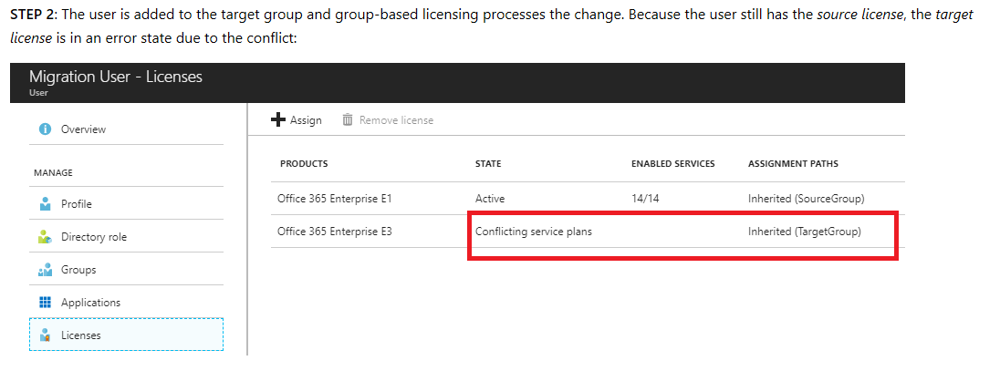 STEP 2: The user is added to the target group and group-based licensing processes the change. Because the user still has the source license, the target
license is in an error state due to the conflict:
Migration User - Licenses
User
Overview
MANAGE
Profile
Directory role
Groups
Applications
Licenses
Assign Remove license
PRODUCTS STATE ENABLED SERVICES ASSIGNMENT PATHS
Office 365 Enterprise E1 Active 14/14 Inherited (SourceGroup)
Office 365 Enterprise E3 Conflicting service plans Inherited (TargetGroup)